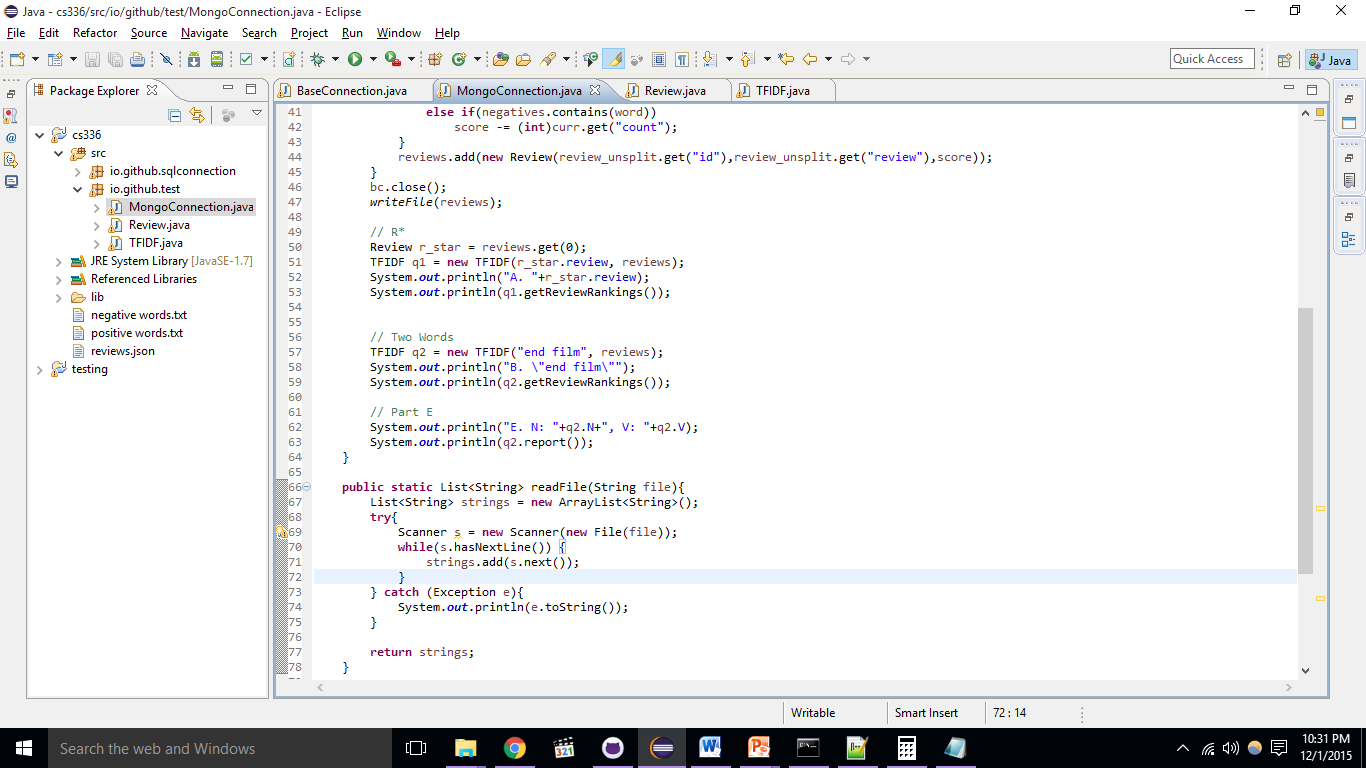 Java - cs336/src/io/github/test/MongoConnection.java - Eclipse
File Edit Refactor Source Navigate Search Project Run Window Help
Quick Access
Java
Package Explorer
cs336
src
io.github.sqlconnection
io.github.test
MongoConnection.java
Review.java
TFIDF.java
JRE System Library [JavaSE-1.7]
Referenced Libraries
lib
negative words.txt
positive words.txt
reviews.json
testing
BaseConnection.java MongoConnection.java Review.java TFIDF.java
41 else if(negatives.contains(word))
42 score -= (int)curr.get("count");
43 }
44 reviews.add(new Review(review_unsplit.get("id"),review_unsplit.get("review"),score));
45 }
46 bc.close();
47 writeFile(reviews);
48
49 // R*
50 Review r_star = reviews.get(0);
51 TFIDF q1 = new TFIDF(r_star.review, reviews);
52 System.out.println("A. "+r_star.review);
53 System.out.println(q1.getReviewRankings());
54
55
56 // Two Words
57 TFIDF q2 = new TFIDF("end film", reviews);
58 System.out.println("B. \"end film\"");
59 System.out.println(q2.getReviewRankings());
60
61 // Part E
62 System.out.println("E. N: "+q2.N+", V: "+q2.V);
63 System.out.println(q2.report());
64 }
65
66 public static List<String> readFile(String file){
67 List<String> strings = new ArrayList<String>();
68 try{
69 Scanner s = new Scanner(new File(file));
70 while(s.hasNextLine()) {
71 strings.add(s.next());
72 }
73 } catch (Exception e){
74 System.out.println(e.toString());
75 }
76
77 return strings;
78 }
Writable Smart Insert 72 : 14
Search the web and Windows
321
10:31 PM
12/1/2015